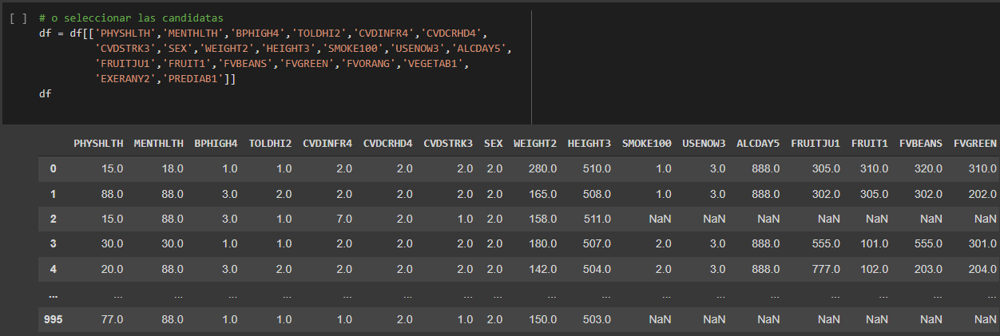 [ ] # o seleccionar las candidatas
df = df[['PHYSHLTH','MENTHLTH','BPHIGH4','TOLDHI2','CVDINFR4','CVDCRHD4',
'CVDSTRK3','SEX','WEIGHT2','HEIGHT3','SMOKE100','USENOW3','ALCDAY5',
'FRUITJU1','FRUIT1','FVBEANS','FVGREEN','FVORANG','VEGETAB1',
'EXERANY2','PREDIAB1']]
df
PHYSHLTH MENTHLTH BPHIGH4 TOLDHI2 CVDINFR4 CVDCRHD4 CVDSTRK3 SEX WEIGHT2 HEIGHT3 SMOKE100 USENOW3 ALCDAY5 FRUITJU1 FRUIT1 FVBEANS FVGREEN
0 15.0 18.0 1.0 1.0 2.0 2.0 2.0 2.0 280.0 510.0 1.0 3.0 888.0 305.0 310.0 320.0 310.0
1 88.0 88.0 3.0 2.0 2.0 2.0 2.0 2.0 165.0 508.0 1.0 3.0 888.0 302.0 305.0 302.0 202.0
2 15.0 88.0 3.0 1.0 7.0 2.0 1.0 2.0 158.0 511.0 NaN NaN NaN NaN NaN NaN NaN
3 30.0 30.0 1.0 1.0 2.0 2.0 2.0 2.0 180.0 507.0 2.0 3.0 888.0 555.0 101.0 555.0 301.0
4 20.0 88.0 3.0 2.0 2.0 2.0 2.0 2.0 142.0 504.0 2.0 3.0 888.0 777.0 102.0 203.0 204.0
... ... ... ... ... ... ... ... ... ... ... ... ... ... ... ... ... ...
995 77.0 88.0 1.0 1.0 1.0 2.0 1.0 2.0 150.0 503.0 NaN NaN NaN NaN NaN NaN NaN